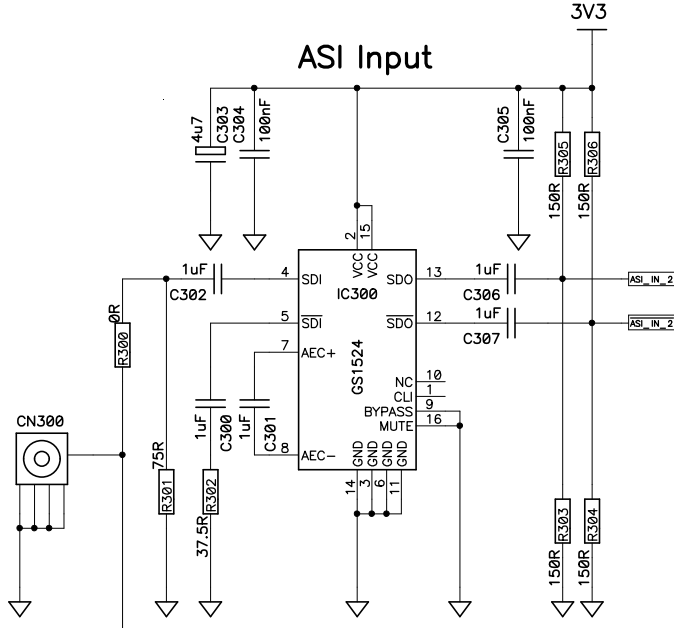 3V3
ASI Input
4u7
C303
C304
100nF
C305
100nF
R305
150R
R306
150R
2
15
VCC
VCC
1uF
C302
4
SDI
IC300
SDO
13
1uF
C306
ASI_IN_2
0R
R300
5
SDI
SDO
12
1uF
C307
ASI_IN_2
7
AEC+
GS1524
NC
10
CLI
1
BYPASS
9
MUTE
16
CN300
1uF
C300
1uF
C301
8
AEC-
GND
GND
GND
GND
14
3
6
11
75R
R301
R302
37.5R
R303
150R
R304
150R